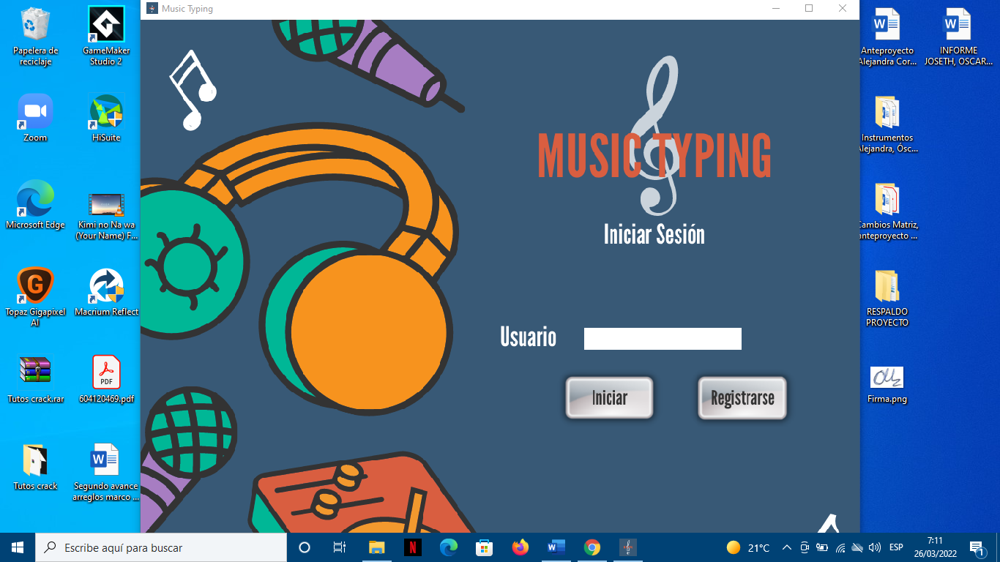 Music Typing
Papelera de
reciclaje
GameMaker
Studio 2
Zoom
HiSuite
Microsoft Edge
Kimi no Na wa
(Your Name) F...
Topaz Gigapixel
AI
Macrium Reflect
Tutos crack.rar
PDF
604120469.pdf
Tutos crack
Segundo avance
arreglos marco ...
MUSIC TYPING
Iniciar Sesión
Usuario
Iniciar
Registrarse
Anteproyecto
Alejandra Cor...
INFORME
JOSETH, OSCAR...
Instrumentos
Alejandra, Ósc...
Cambios Matriz,
anteproyecto ...
RESPALDO
PROYECTO
Firma.png
Escribe aquí para buscar
21°C
ESP
7:11
26/03/2022
1